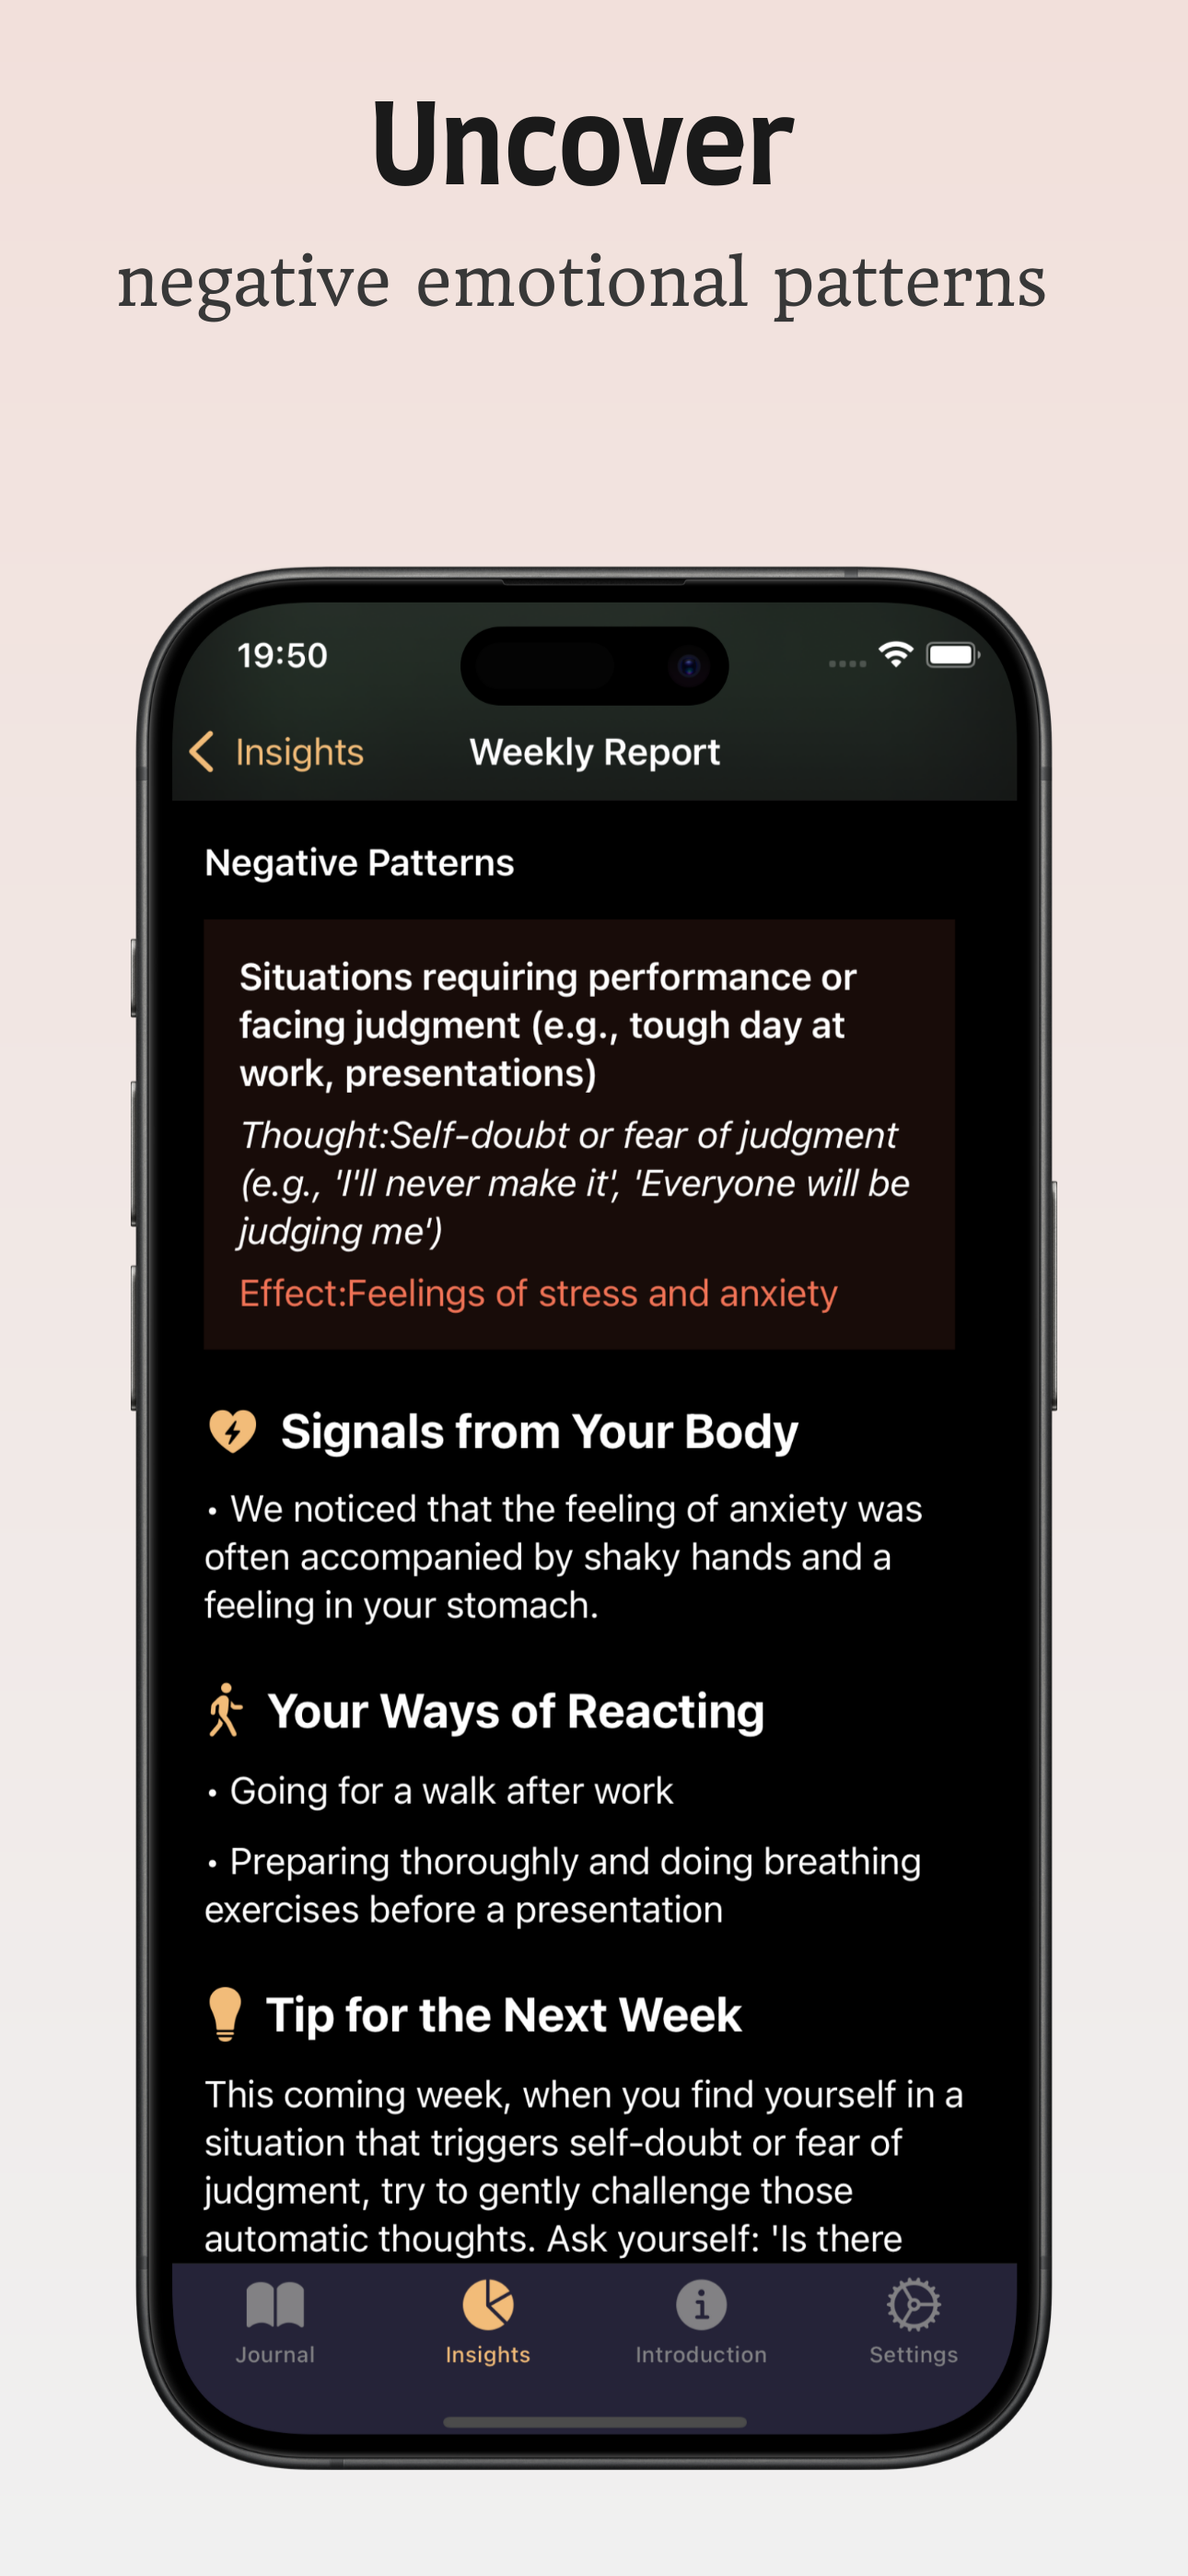 Uncover
negative emotional patterns
19:50
Insights
Weekly Report
Negative Patterns
Situations requiring performance or
facing judgment (e.g., tough day at
work, presentations)
Thought:Self-doubt or fear of judgment
(e.g., 'I'll never make it', 'Everyone will be
judging me')
Effect:Feelings of stress and anxiety
Signals from Your Body
• We noticed that the feeling of anxiety was
often accompanied by shaky hands and a
feeling in your stomach.
Your Ways of Reacting
• Going for a walk after work
• Preparing thoroughly and doing breathing
exercises before a presentation
Tip for the Next Week
This coming week, when you find yourself in a
situation that triggers self-doubt or fear of
judgment, try to gently challenge those
automatic thoughts. Ask yourself: 'Is there
Journal
Insights
Introduction
Settings